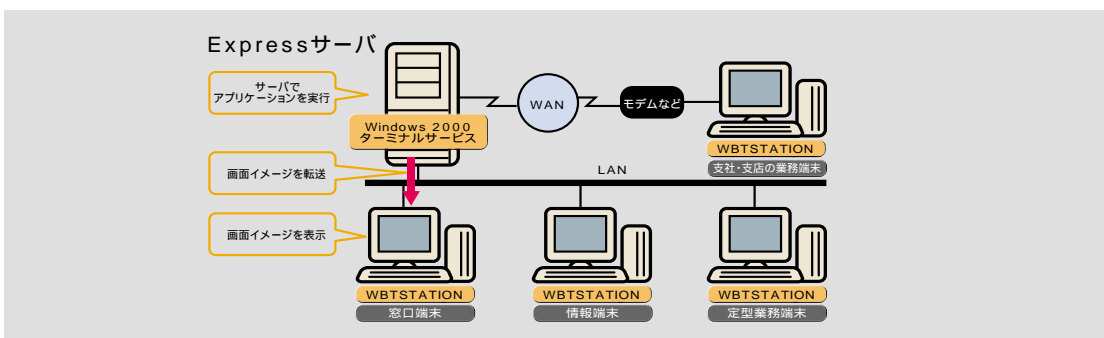 Expressサーバ
サーバで
アプリケーションを実行
Windows 2000
ターミナルサービス
WAN
モデムなど
WBTSTATION
支社・支店の業務端末
画面イメージを転送
LAN
画面イメージを表示
WBTSTATION
窓口端末
WBTSTATION
情報端末
WBTSTATION
定型業務端末